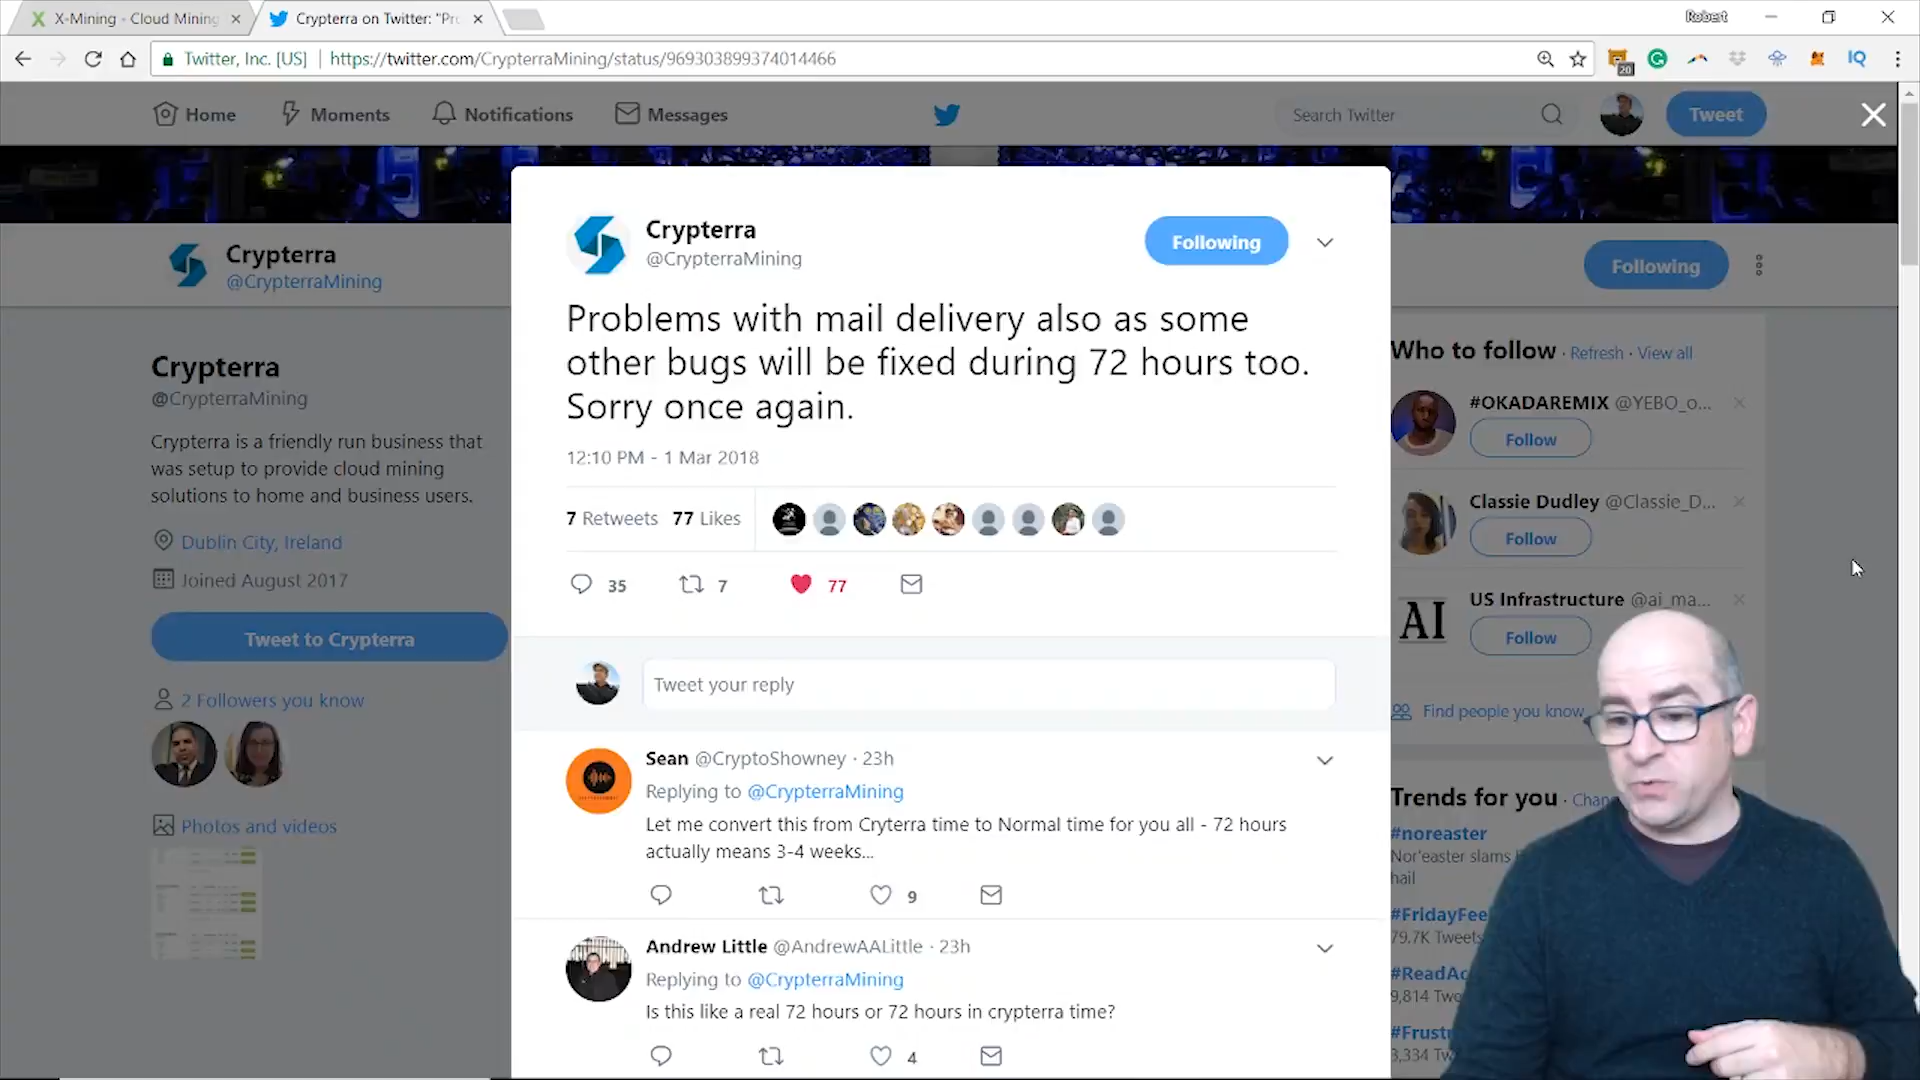 X-Mining - Cloud Mining
Crypterra on Twitter: "Pr
Robert
Twitter, Inc. [US]
https://twitter.com/CrypterraMining/status/969303899374014466
20
IQ
Home
Moments
Notifications
Messages
Search Twitter
Tweet
Crypterra
@CrypterraMining
Following
Crypterra
@CrypterraMining
Following
Crypterra
@CrypterraMining
Crypterra is a friendly run business that
was setup to provide cloud mining
solutions to home and business users.
Dublin City, Ireland
Joined August 2017
Tweet to Crypterra
2 Followers you know
Photos and videos
Problems with mail delivery also as some
other bugs will be fixed during 72 hours too.
Sorry once again.
12:10 PM - 1 Mar 2018
7 Retweets 77 Likes
35 7 77
Tweet your reply
Sean @CryptoShowney · 23h
Replying to @CrypterraMining
Let me convert this from Cryterra time to Normal time for you all - 72 hours
actually means 3-4 weeks...
9
Andrew Little @AndrewAALittle · 23h
Replying to @CrypterraMining
Is this like a real 72 hours or 72 hours in crypterra time?
4
Who to follow · Refresh · View all
#OKADAREMIX @YEBO_o...
Follow
Classie Dudley @Classie_D...
Follow
AI
US Infrastructure @ai_ma...
Follow
Find people you know
Trends for you · Chan
#noreaster
Nor'easter slams
hail
#FridayFee
79.7K Tweets
#ReadAc
9,814 Twe
#Frustr
3,334 Tw